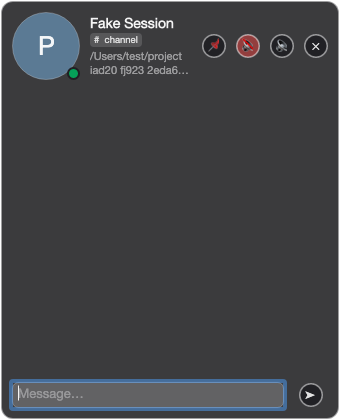 P
Fake Session
# channel
/Users/test/project
iad20 fj923 2eda6…
Message…